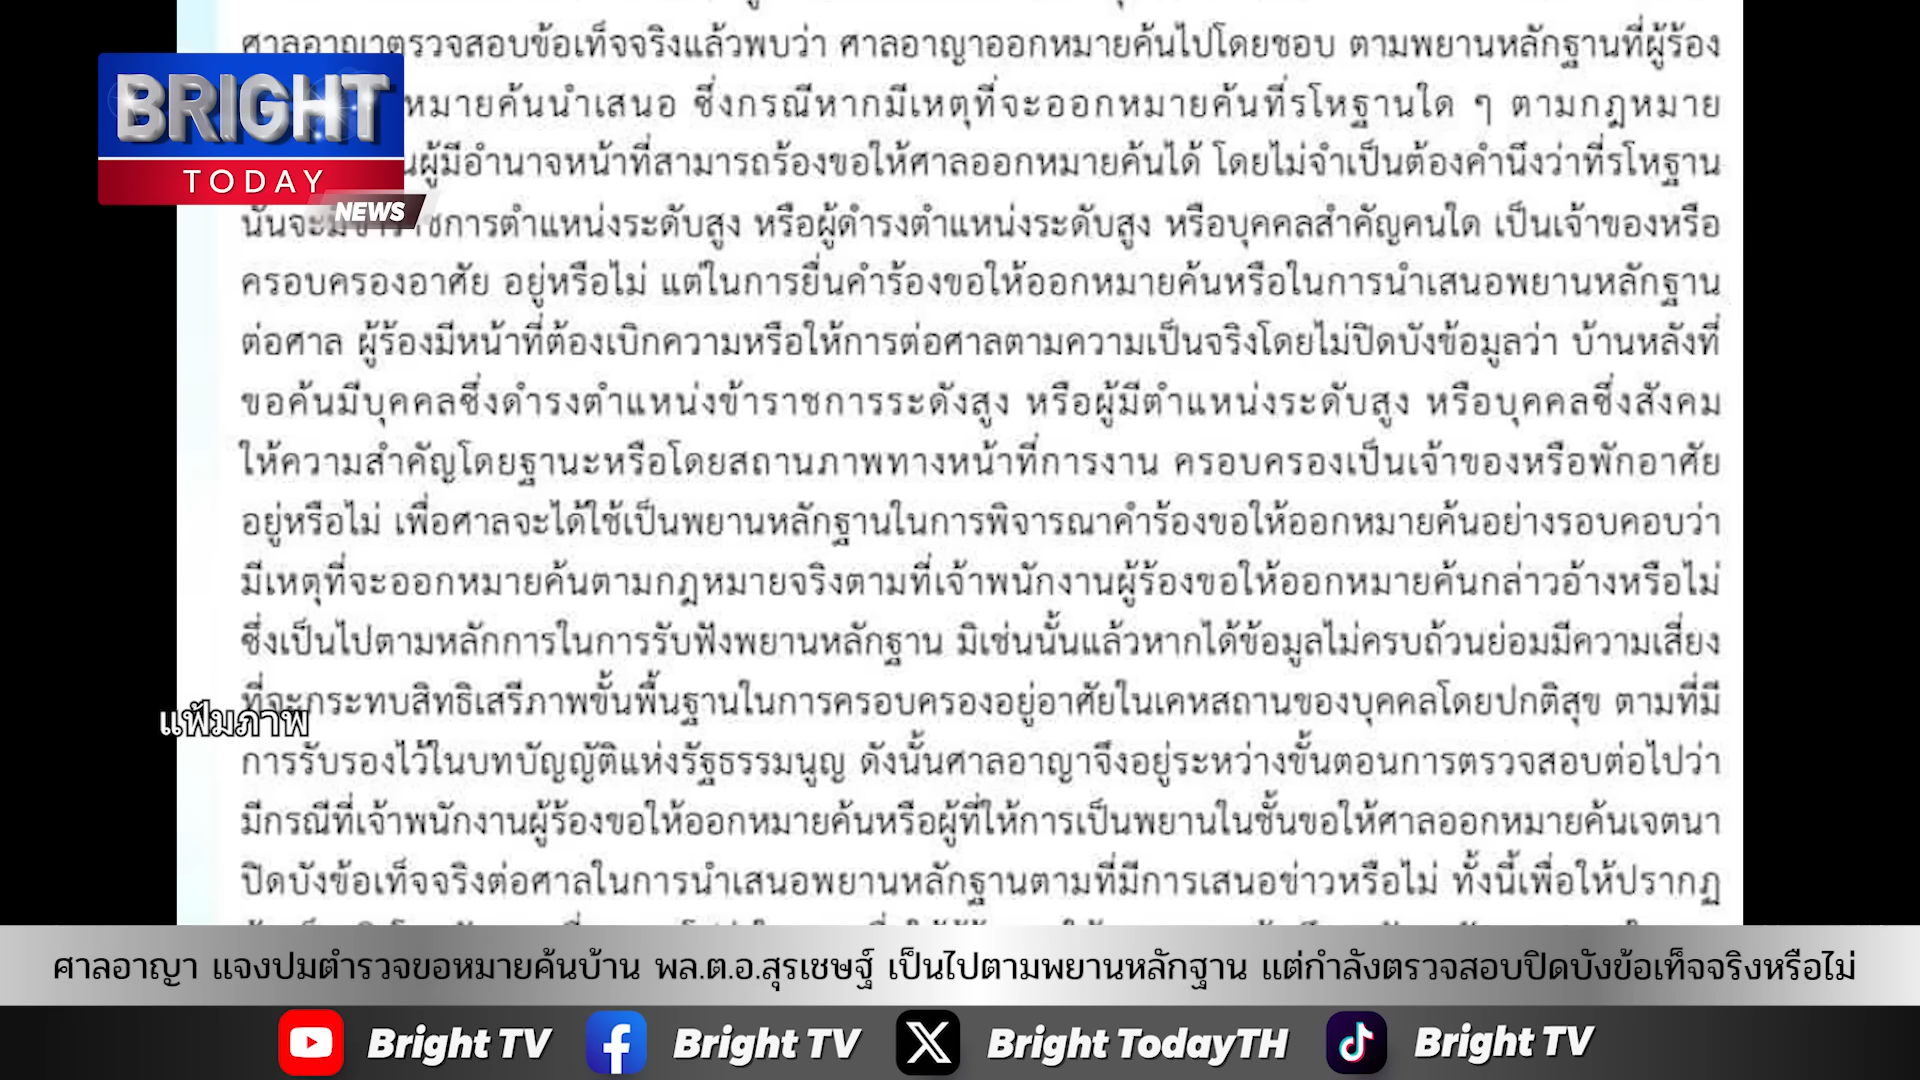 ศาลอาญาตรวจสอบข้อเท็จจริงแล้วพบว่า ศาลอาญาออกหมายค้นไปโดยชอบ ตามพยานหลักฐานที่ผู้ร้อง
BRIGHT
TODAY
NEWS
หมายค้นนำเสนอ ซึ่งกรณีหากมีเหตุที่จะออกหมายค้นที่รโหฐานใด ๆ ตามกฎหมาย
ผู้มีอำนาจหน้าที่สามารถร้องขอให้ศาลออกหมายค้นได้ โดยไม่จำเป็นต้องคำนึงว่าที่รโหฐาน
นั้นจะมีข้าราชการตำแหน่งระดับสูง หรือผู้ดำรงตำแหน่งระดับสูง หรือบุคคลสำคัญคนใด เป็นเจ้าของหรือ
ครอบครองอาศัย อยู่หรือไม่ แต่ในการยื่นคำร้องขอให้ออกหมายค้นหรือในการนำเสนอพยานหลักฐาน
ต่อศาล ผู้ร้องมีหน้าที่ต้องเบิกความหรือให้การต่อศาลตามความเป็นจริงโดยไม่ปิดบังข้อมูลว่า บ้านหลังที่
ขอค้นมีบุคคลซึ่งดำรงตำแหน่งข้าราชการระดังสูง หรือผู้มีตำแหน่งระดับสูง หรือบุคคลซึ่งสังคม
ให้ความสำคัญโดยฐานะหรือโดยสถานภาพทางหน้าที่การงาน ครอบครองเป็นเจ้าของหรือพักอาศัย
อยู่หรือไม่ เพื่อศาลจะได้ใช้เป็นพยานหลักฐานในการพิจารณาคำร้องขอให้ออกหมายค้นอย่างรอบคอบว่า
มีเหตุที่จะออกหมายค้นตามกฎหมายจริงตามที่เจ้าพนักงานผู้ร้องขอให้ออกหมายค้นกล่าวอ้างหรือไม่
ซึ่งเป็นไปตามหลักการในการรับฟังพยานหลักฐาน มิเช่นนั้นแล้วหากได้ข้อมูลไม่ครบถ้วนย่อมมีความเสี่ยง
ที่จะกระทบสิทธิเสรีภาพขั้นพื้นฐานในการครอบครองอยู่อาศัยในเคหสถานของบุคคลโดยปกติสุข ตามที่มี
แฟ้มภาพ
การรับรองไว้ในบทบัญญัติแห่งรัฐธรรมนูญ ดังนั้นศาลอาญาจึงอยู่ระหว่างขั้นตอนการตรวจสอบต่อไปว่า
มีกรณีที่เจ้าพนักงานผู้ร้องขอให้ออกหมายค้นหรือผู้ที่ให้การเป็นพยานในชั้นขอให้ศาลออกหมายค้นเจตนา
ปิดบังข้อเท็จจริงต่อศาลในการนำเสนอพยานหลักฐานตามที่มีการเสนอข่าวหรือไม่ ทั้งนี้เพื่อให้ปรากฏ
ศาลอาญา แจงปมตำรวจขอหมายค้นบ้าน พล.ต.อ.สุรเชษฐ์ เป็นไปตามพยานหลักฐาน แต่กำลังตรวจสอบปิดบังข้อเท็จจริงหรือไม่
Bright TV Bright TV Bright TodayTH Bright TV